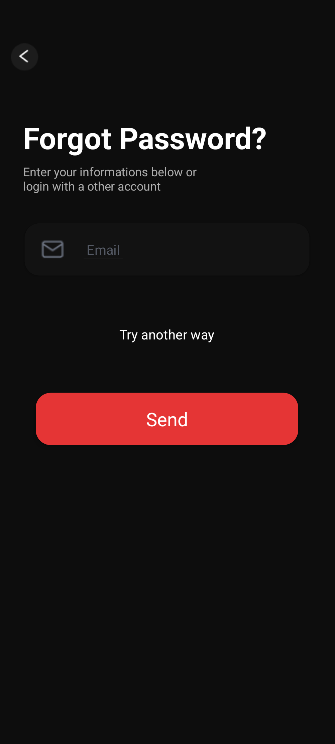 Forgot Password?
Enter your informations below or
login with a other account
Email
Try another way
Send